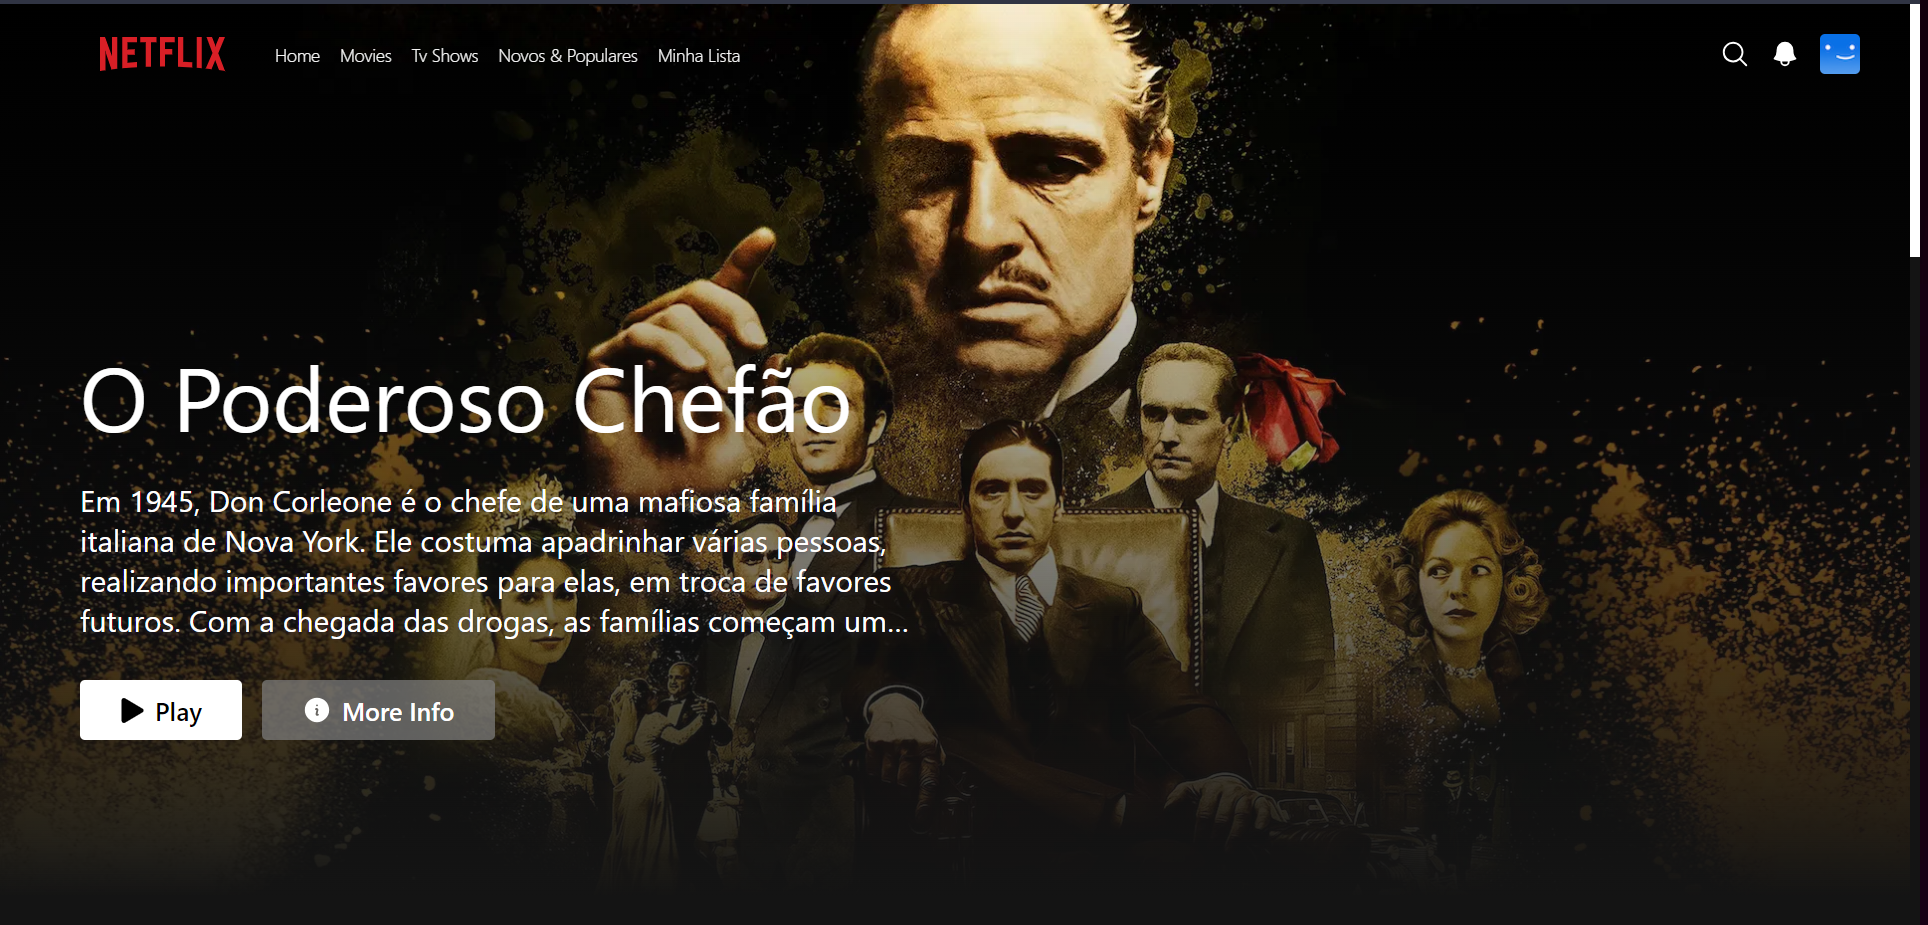 NETFLIX Home Movies Tv Shows Novos & Populares Minha Lista
O Poderoso Chefão
Em 1945, Don Corleone é o chefe de uma mafiosa família
italiana de Nova York. Ele costuma apadrinhar várias pessoas,
realizando importantes favores para elas, em troca de favores
futuros. Com a chegada das drogas, as famílias começam um...
Play More Info